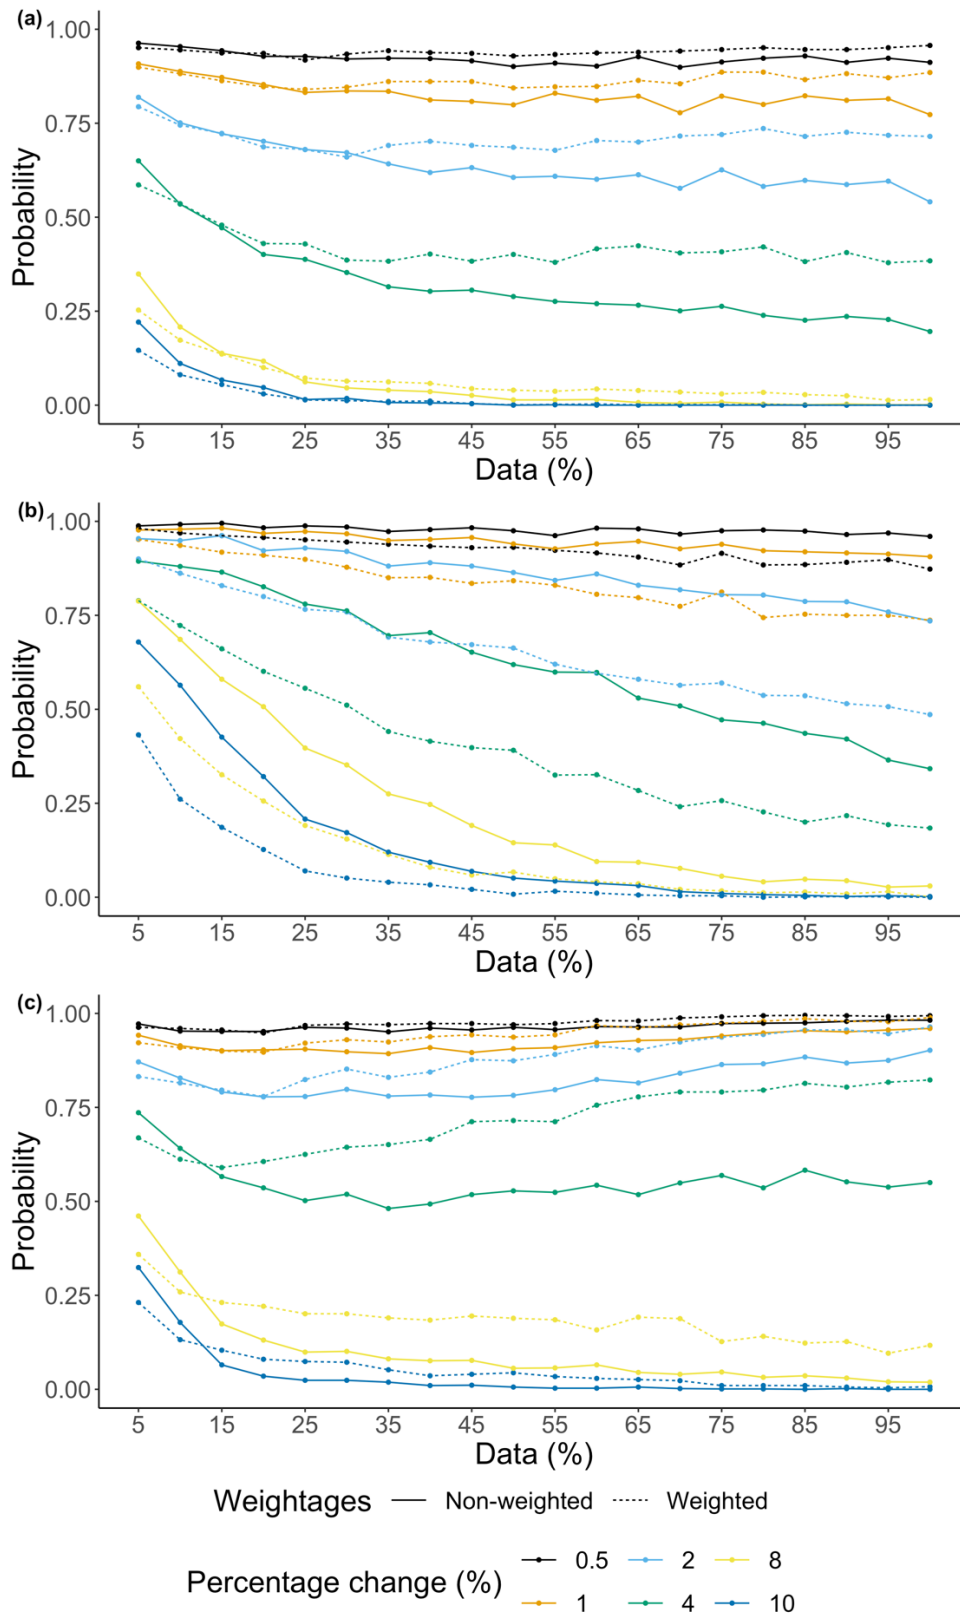 (a)
1.00
0.75
0.50
0.25
0.00
Probability
5 15 25 35 45 55 65 75 85 95
Data (%)
(b)
1.00
0.75
0.50
0.25
0.00
Probability
5 15 25 35 45 55 65 75 85 95
Data (%)
(c)
1.00
0.75
0.50
0.25
0.00
Probability
5 15 25 35 45 55 65 75 85 95
Data (%)
Weightages Non-weighted Weighted
Percentage change (%)
0.5 2 8
1 4 10